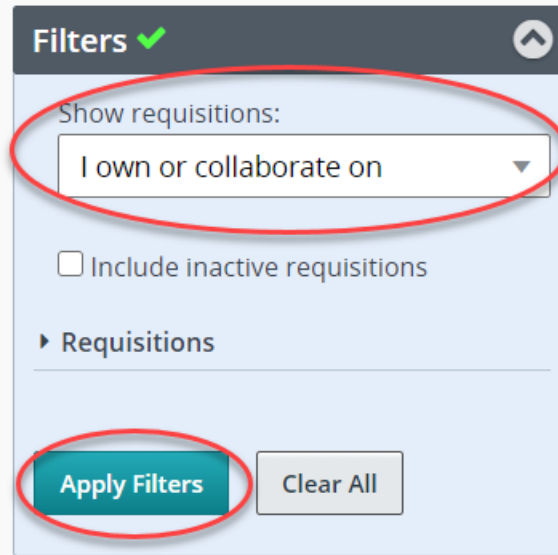 Filters
Show requisitions:
I own or collaborate on
Include inactive requisitions
Requisitions
Apply Filters
Clear All